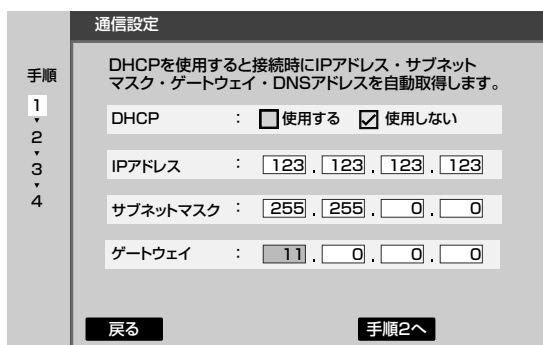 通信設定
手順
1
2
3
4
DHCPを使用すると接続時にIPアドレス・サブネット
マスク・ゲートウェイ・DNSアドレスを自動取得します。
DHCP : 使用する 使用しない
IPアドレス : 123 . 123 . 123 . 123
サブネットマスク : 255 . 255 . 0 . 0
ゲートウェイ : 11 . 0 . 0 . 0
戻る 手順2へ